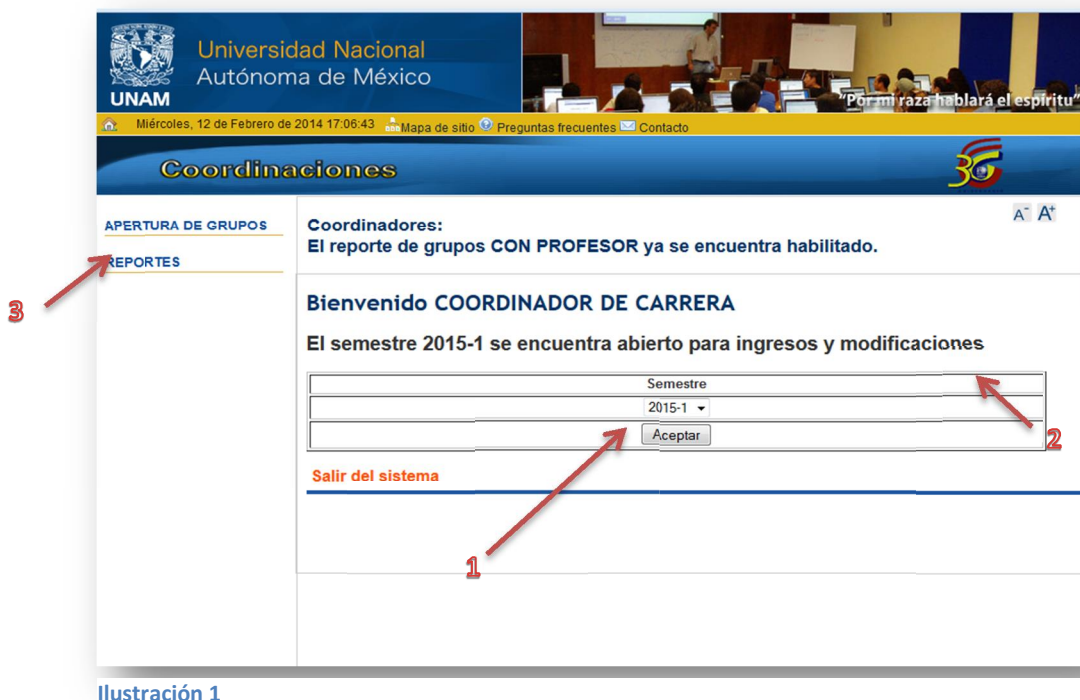 Universidad Nacional
Autónoma de México
UNAM
"Por mi raza hablará el espíritu"
Miércoles, 12 de Febrero de 2014 17:06:43 Mapa de sitio Preguntas frecuentes Contacto
Coordinaciones
36
A- A+
APERTURA DE GRUPOS
REPORTES
Coordinadores:
El reporte de grupos CON PROFESOR ya se encuentra habilitado.
3
Bienvenido COORDINADOR DE CARRERA
El semestre 2015-1 se encuentra abierto para ingresos y modificaciones
Semestre
2015-1
Aceptar
2
Salir del sistema
1
Ilustración 1